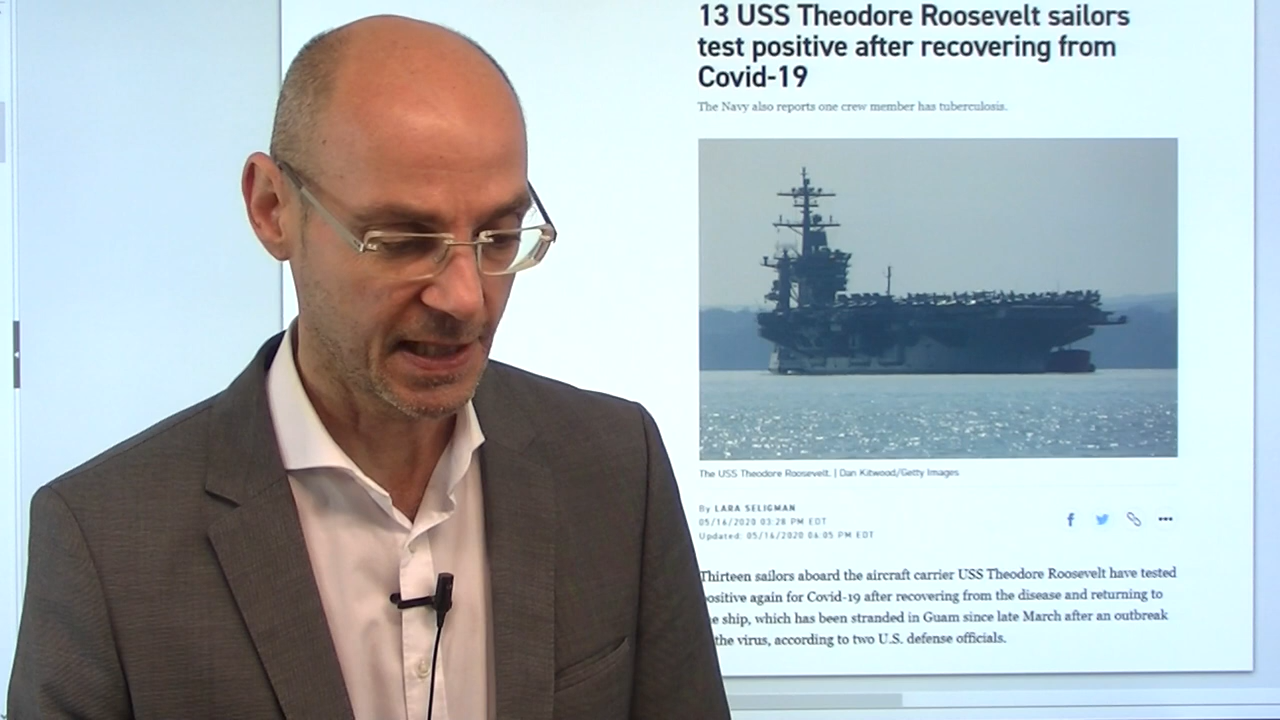 13 USS Theodore Roosevelt sailors
test positive after recovering from
Covid-19
The Navy also reports one crew member has tuberculosis.
The USS Theodore Roosevelt. | Dan Kitwood/Getty Images
By LARA SELIGMAN
05/16/2020 03:28 PM EDT
Updated: 05/16/2020 06:05 PM EDT
Thirteen sailors aboard the aircraft carrier USS Theodore Roosevelt have tested
ositive again for Covid-19 after recovering from the disease and returning to
e ship, which has been stranded in Guam since late March after an outbreak
the virus, according to two U.S. defense officials.